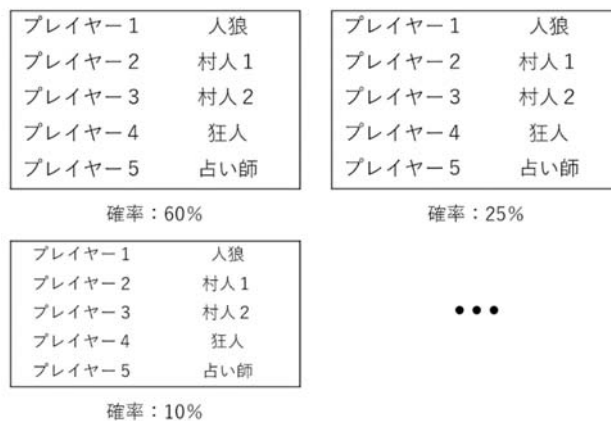 プレイヤー1 人狼
プレイヤー2 村人1
プレイヤー3 村人2
プレイヤー4 狂人
プレイヤー5 占い師
確率：60%
プレイヤー1 人狼
プレイヤー2 村人1
プレイヤー3 村人2
プレイヤー4 狂人
プレイヤー5 占い師
確率：25%
プレイヤー1 人狼
プレイヤー2 村人1
プレイヤー3 村人2
プレイヤー4 狂人
プレイヤー5 占い師
確率：10%
•••